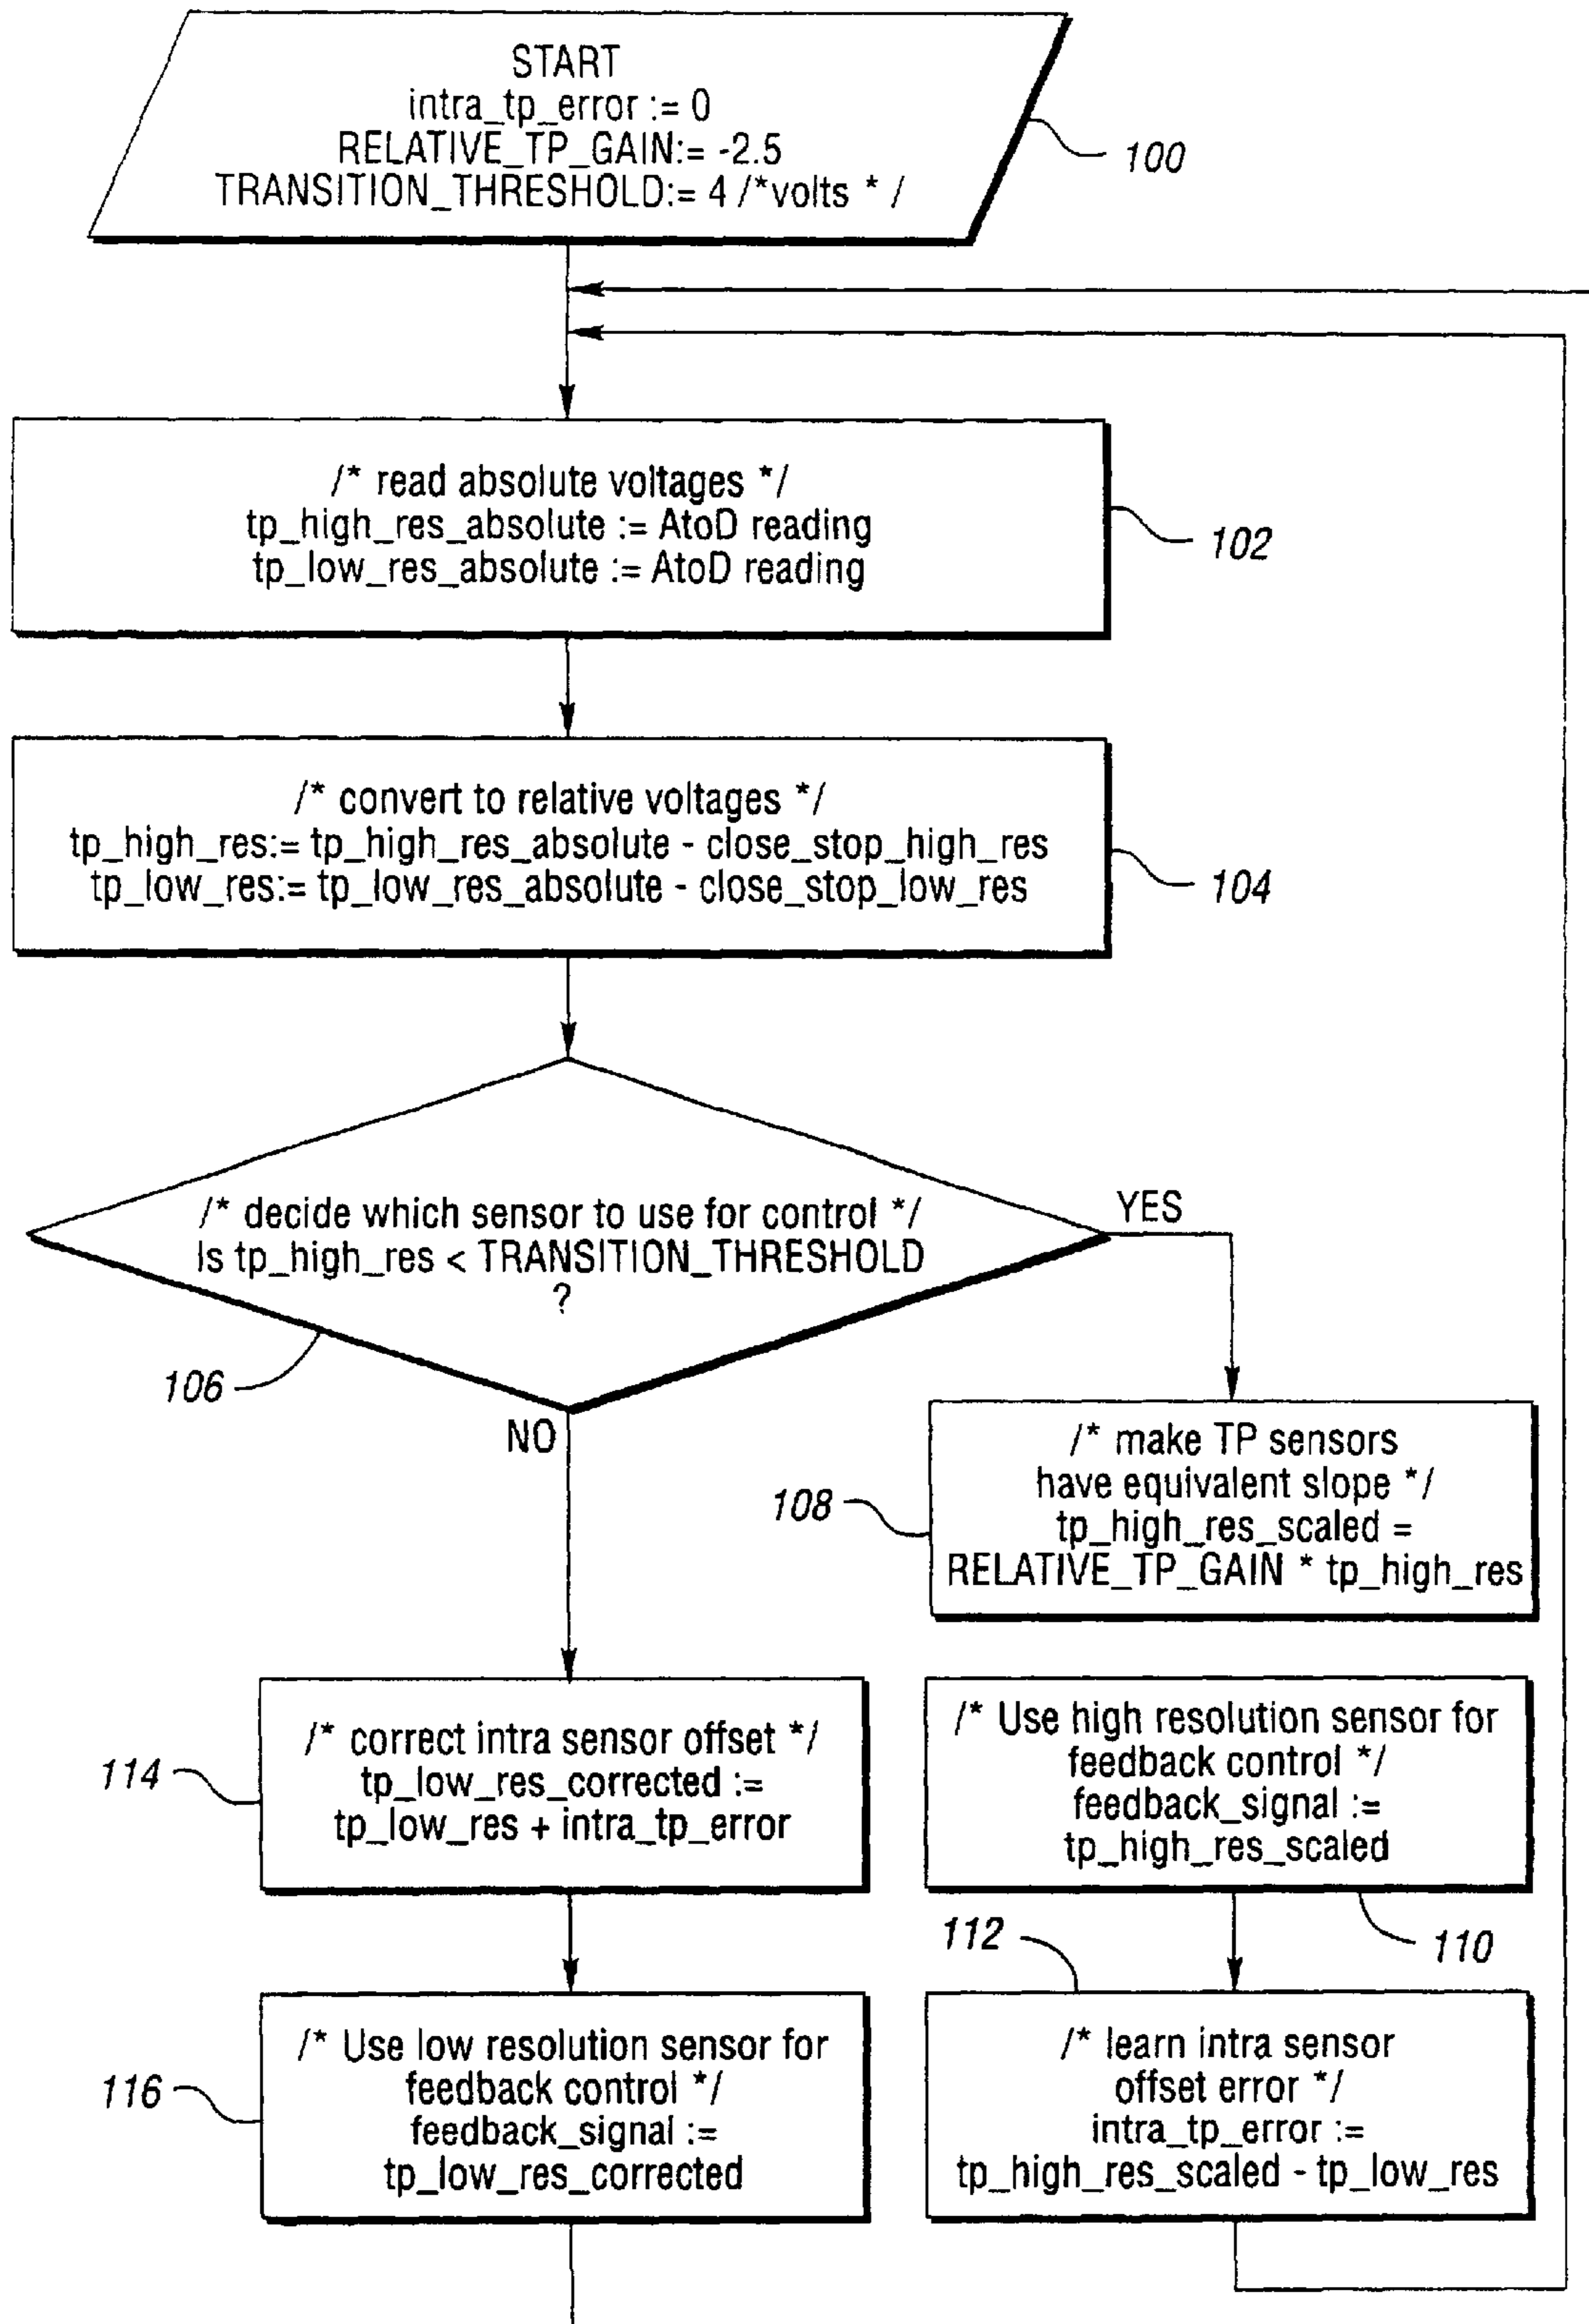 START
intra_tp_error := 0
RELATIVE_TP_GAIN:= -2.5
TRANSITION_THRESHOLD:= 4 /*volts * /
100
/* read absolute voltages */
tp_high_res_absolute := AtoD reading
tp_low_res_absolute := AtoD reading
102
/* convert to relative voltages */
tp_high_res:= tp_high_res_absolute - close_stop_high_res
tp_low_res:= tp_low_res_absolute - close_stop_low_res
104
/* decide which sensor to use for control */
Is tp_high_res < TRANSITION_THRESHOLD
?
YES
106
NO
/* make TP sensors
have equivalent slope */
tp_high_res_scaled =
RELATIVE_TP_GAIN * tp_high_res
108
/* correct intra sensor offset */
tp_low_res_corrected :=
tp_low_res + intra_tp_error
114
/* Use high resolution sensor for
feedback control */
feedback_signal :=
tp_high_res_scaled
110
112
/* Use low resolution sensor for
feedback control */
feedback_signal :=
tp_low_res_corrected
116
/* learn intra sensor
offset error */
intra_tp_error :=
tp_high_res_scaled - tp_low_res